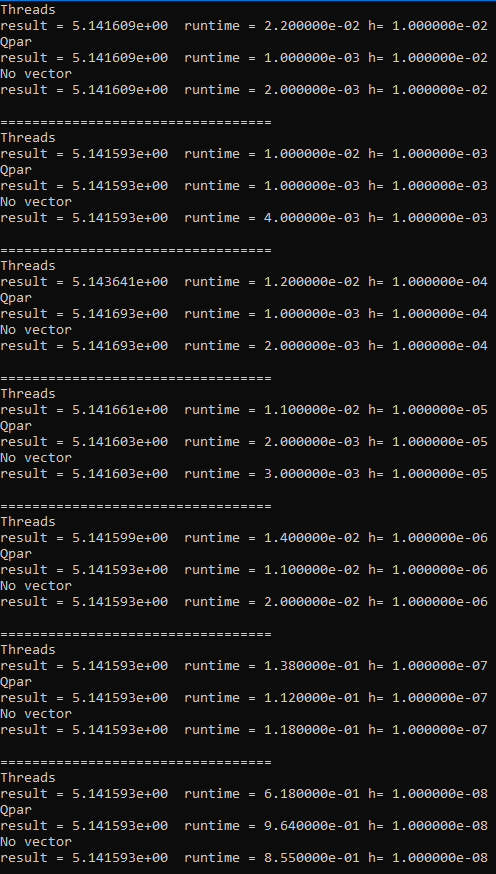 Threads
result = 5.141609e+00  runtime = 2.200000e-02 h= 1.000000e-02
Qpar
result = 5.141609e+00  runtime = 1.000000e-03 h= 1.000000e-02
No vector
result = 5.141609e+00  runtime = 2.000000e-03 h= 1.000000e-02
==================================
Threads
result = 5.141593e+00  runtime = 1.000000e-02 h= 1.000000e-03
Qpar
result = 5.141593e+00  runtime = 1.000000e-03 h= 1.000000e-03
No vector
result = 5.141593e+00  runtime = 4.000000e-03 h= 1.000000e-03
==================================
Threads
result = 5.143641e+00  runtime = 1.200000e-02 h= 1.000000e-04
Qpar
result = 5.141693e+00  runtime = 1.000000e-03 h= 1.000000e-04
No vector
result = 5.141693e+00  runtime = 2.000000e-03 h= 1.000000e-04
==================================
Threads
result = 5.141661e+00  runtime = 1.100000e-02 h= 1.000000e-05
Qpar
result = 5.141603e+00  runtime = 2.000000e-03 h= 1.000000e-05
No vector
result = 5.141603e+00  runtime = 3.000000e-03 h= 1.000000e-05
==================================
Threads
result = 5.141599e+00  runtime = 1.400000e-02 h= 1.000000e-06
Qpar
result = 5.141593e+00  runtime = 1.100000e-02 h= 1.000000e-06
No vector
result = 5.141593e+00  runtime = 2.000000e-02 h= 1.000000e-06
==================================
Threads
result = 5.141593e+00  runtime = 1.380000e-01 h= 1.000000e-07
Qpar
result = 5.141593e+00  runtime = 1.120000e-01 h= 1.000000e-07
No vector
result = 5.141593e+00  runtime = 1.180000e-01 h= 1.000000e-07
==================================
Threads
result = 5.141593e+00  runtime = 6.180000e-01 h= 1.000000e-08
Qpar
result = 5.141593e+00  runtime = 9.640000e-01 h= 1.000000e-08
No vector
result = 5.141593e+00  runtime = 8.550000e-01 h= 1.000000e-08